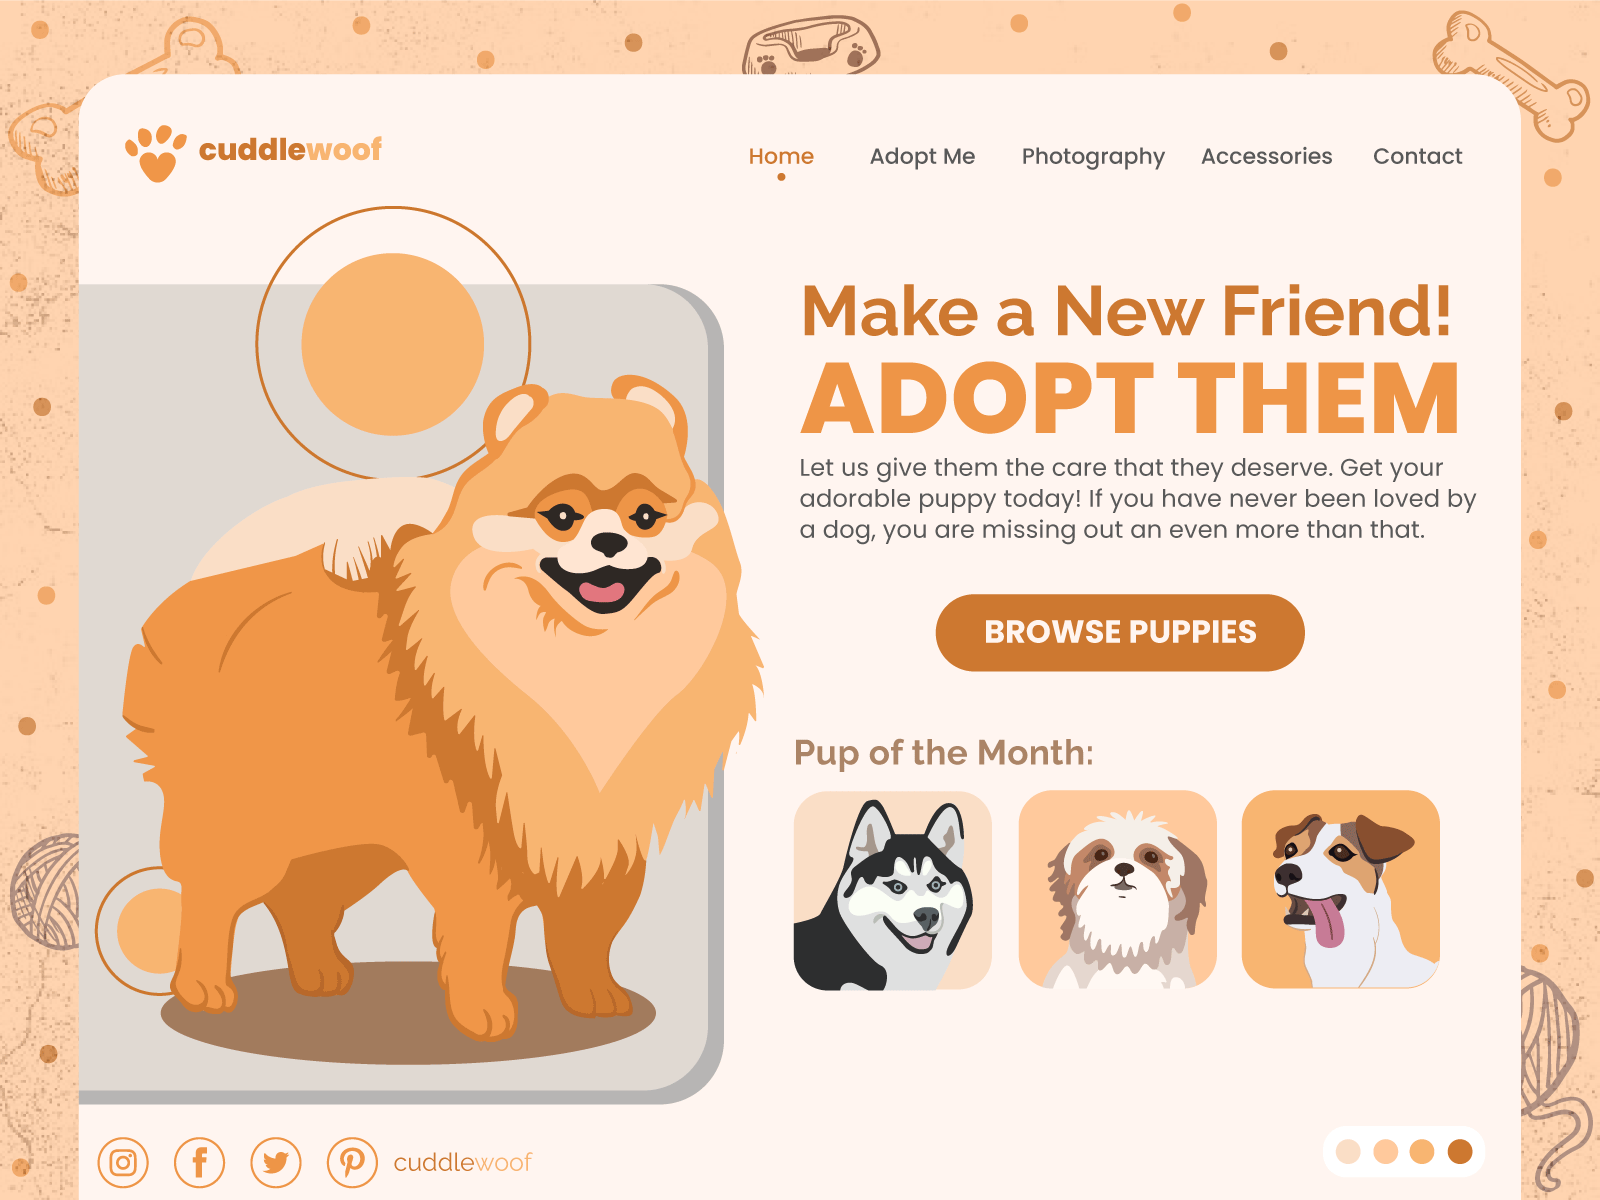 cuddlewoof
Home Adopt Me Photography Accessories Contact
Make a New Friend!
ADOPT THEM
Let us give them the care that they deserve. Get your
adorable puppy today! If you have never been loved by
a dog, you are missing out an even more than that.
BROWSE PUPPIES
Pup of the Month:
cuddlewoof